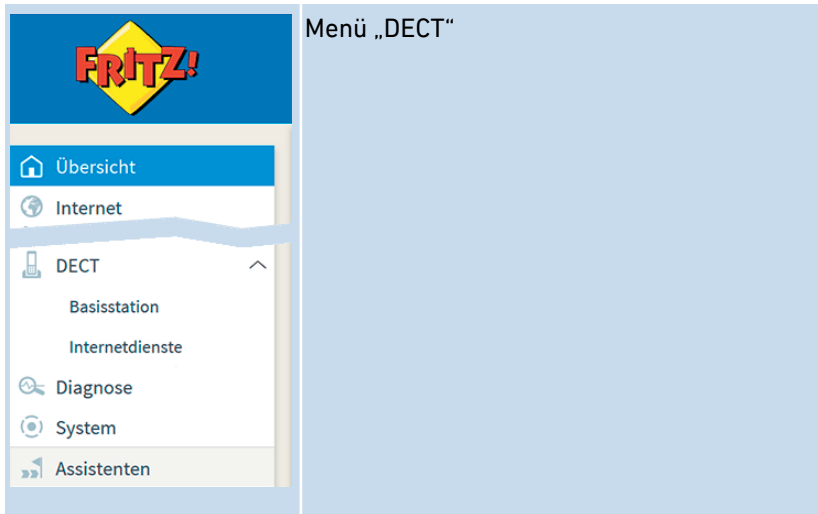 FRITZ!
Menü „DECT“
Übersicht
Internet
DECT
Basisstation
Internetdienste
Diagnose
System
Assistenten